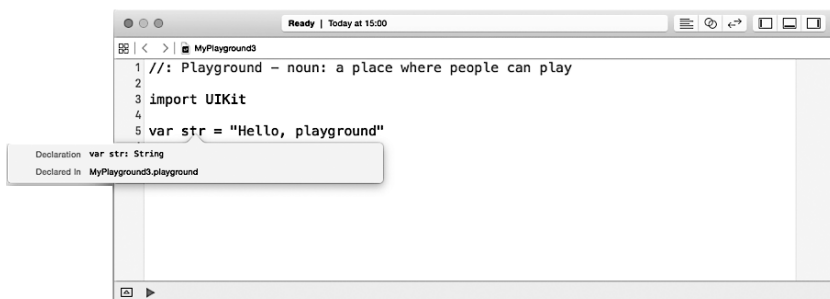 Ready | Today at 15:00
MyPlayground3
1 //: Playground – noun: a place where people can play
2
3 import UIKit
4
5 var str = "Hello, playground"
Declaration var str: String
Declared In MyPlayground3.playground